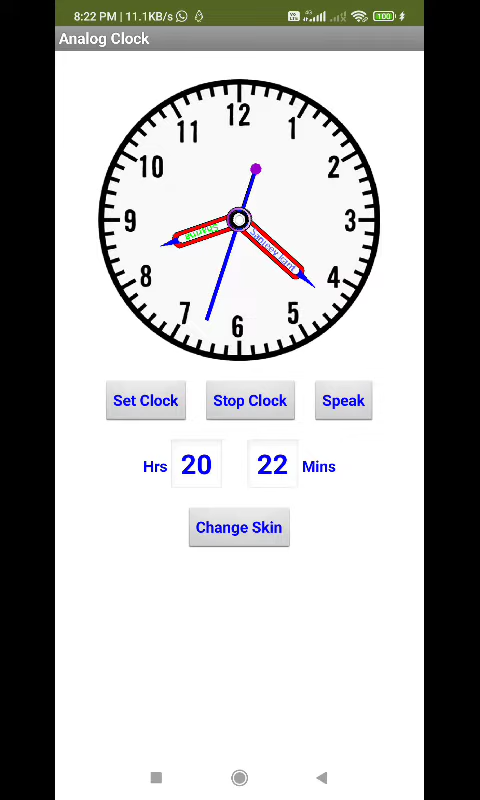 8:22 PM | 11.1KB/s
4G
100
Analog Clock
12
11
1
10
2
9
3
8
4
7
5
6
Set Clock
Stop Clock
Speak
Hrs 20 22 Mins
Change Skin